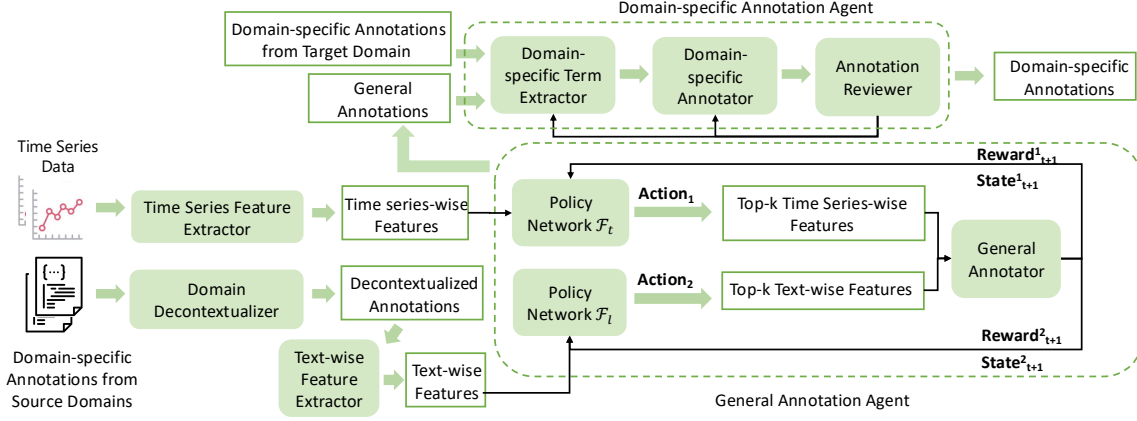 Domain-specific Annotation Agent
Domain-specific Annotations
from Target Domain
General
Annotations
Domain-
specific Term
Extractor
Domain-
specific
Annotator
Annotation
Reviewer
Domain-specific
Annotations
Time Series
Data
Time Series Feature
Extractor
Time series-wise
Features
Policy
Network ℱt
Action1
Top-k Time Series-wise
Features
Reward1t+1
State1t+1
General
Annotator
{...}
Domain-specific
Annotations from
Source Domains
Domain
Decontextualizer
Decontextualized
Annotations
Text-wise
Feature
Extractor
Text-wise
Features
Policy
Network ℱl
Action2
Top-k Text-wise Features
Reward2t+1
State2t+1
General Annotation Agent